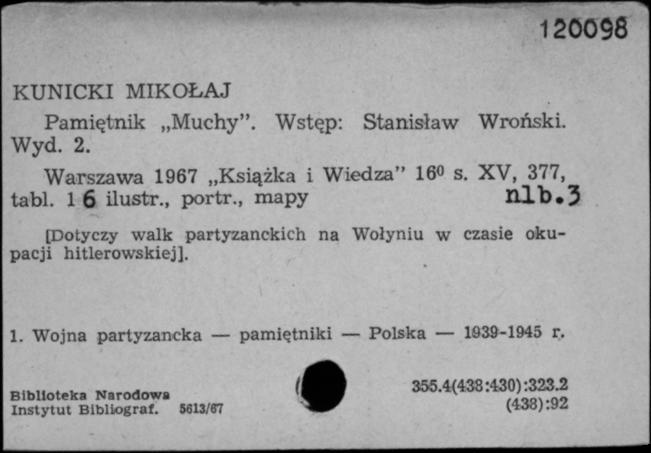 120098
KUNICKI MIKOŁAJ
Pamiętnik „Muchy”. Wstęp: Stanisław Wroński.
Wyd. 2.
Warszawa 1967 „Książka i Wiedza” 16⁰ s. XV, 377,
tabl. 16 ilustr., portr., mapy nlb.3
[Dotyczy walk partyzanckich na Wołyniu w czasie oku-
pacji hitlerowskiej].
1. Wojna partyzancka — pamiętniki — Polska — 1939-1945 r.
Biblioteka Narodowa 355.4(438:430):323.2
Instytut Bibliograf. 5613/67 (438):92